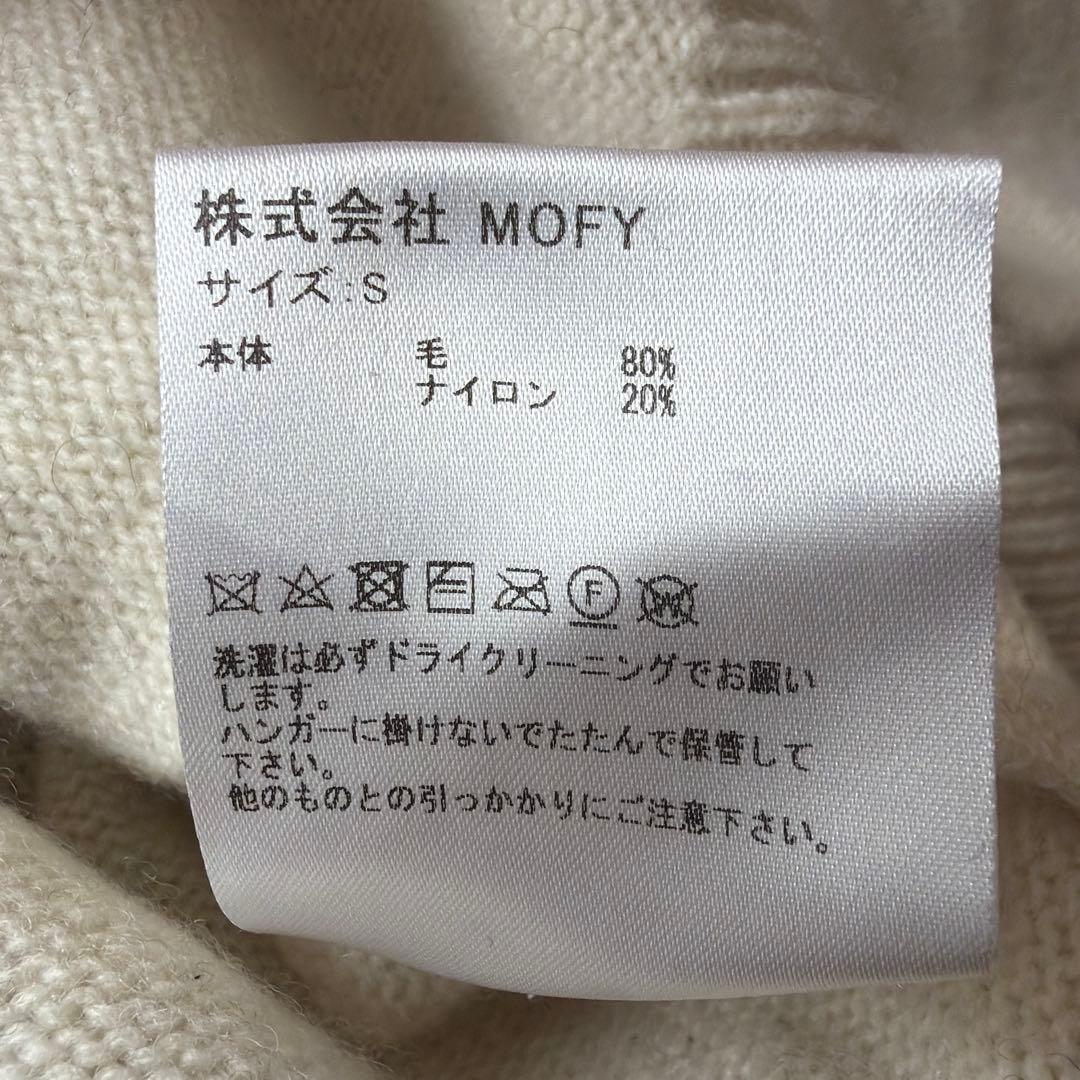 株式会社 MOFY
サイズ:S
本体 毛 80%
ナイロン 20%
F W
洗濯は必ずドライクリーニングでお願い
します。
ハンガーに掛けないでたたんで保管して
下さい。
他のものとの引っかかりにご注意下さい。